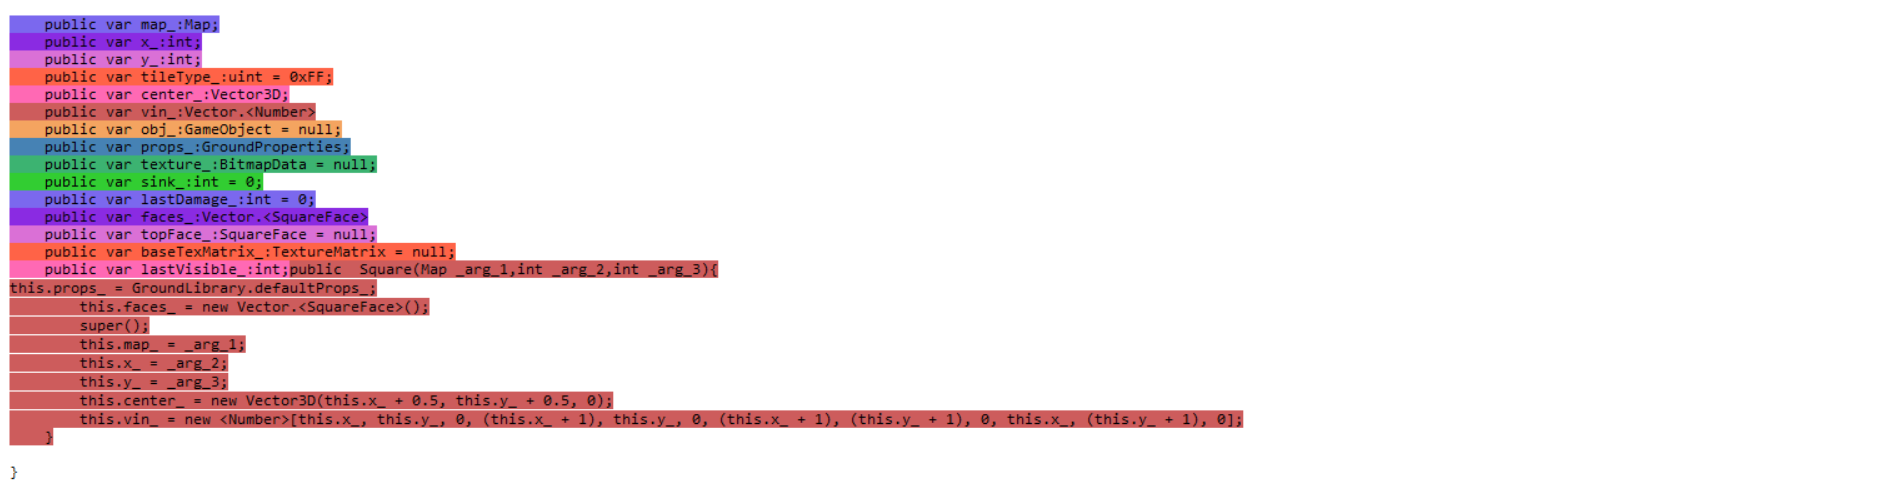 public var map_:Map;
public var x_:int;
public var y_:int;
public var tileType_:uint = 0xFF;
public var center_:Vector3D;
public var vin_:Vector.<Number>
public var obj_:GameObject = null;
public var props_:GroundProperties;
public var texture_:BitmapData = null;
public var sink_:int = 0;
public var lastDamage_:int = 0;
public var faces_:Vector.<SquareFace>
public var topFace_:SquareFace = null;
public var baseTexMatrix_:TextureMatrix = null;
public var lastVisible_:int;public  Square(Map _arg_1,int _arg_2,int _arg_3){
this.props_ = GroundLibrary.defaultProps_;
this.faces_ = new Vector.<SquareFace>();
super();
this.map_ = _arg_1;
this.x_ = _arg_2;
this.y_ = _arg_3;
this.center_ = new Vector3D(this.x_ + 0.5, this.y_ + 0.5, 0);
this.vin_ = new <Number>[this.x_, this.y_, 0, (this.x_ + 1), this.y_, 0, (this.x_ + 1), (this.y_ + 1), 0, this.x_, (this.y_ + 1), 0];
}
}